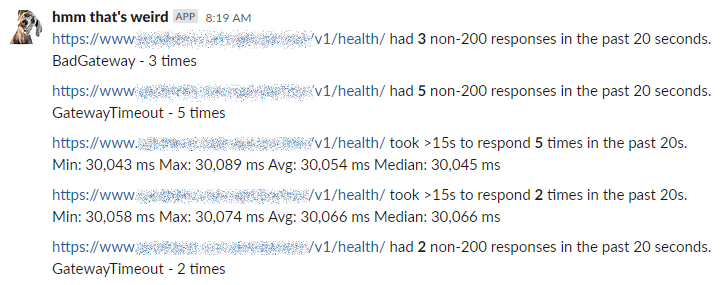 hmm that's weird APP 8:19 AM
https://www. /v1/health/ had 3 non-200 responses in the past 20 seconds.
BadGateway - 3 times
https://www. /v1/health/ had 5 non-200 responses in the past 20 seconds.
GatewayTimeout - 5 times
https://www. /v1/health/ took >15s to respond 5 times in the past 20s.
Min: 30,043 ms Max: 30,089 ms Avg: 30,054 ms Median: 30,045 ms
https://www. /v1/health/ took >15s to respond 2 times in the past 20s.
Min: 30,058 ms Max: 30,074 ms Avg: 30,066 ms Median: 30,066 ms
https://www. /v1/health/ had 2 non-200 responses in the past 20 seconds.
GatewayTimeout - 2 times